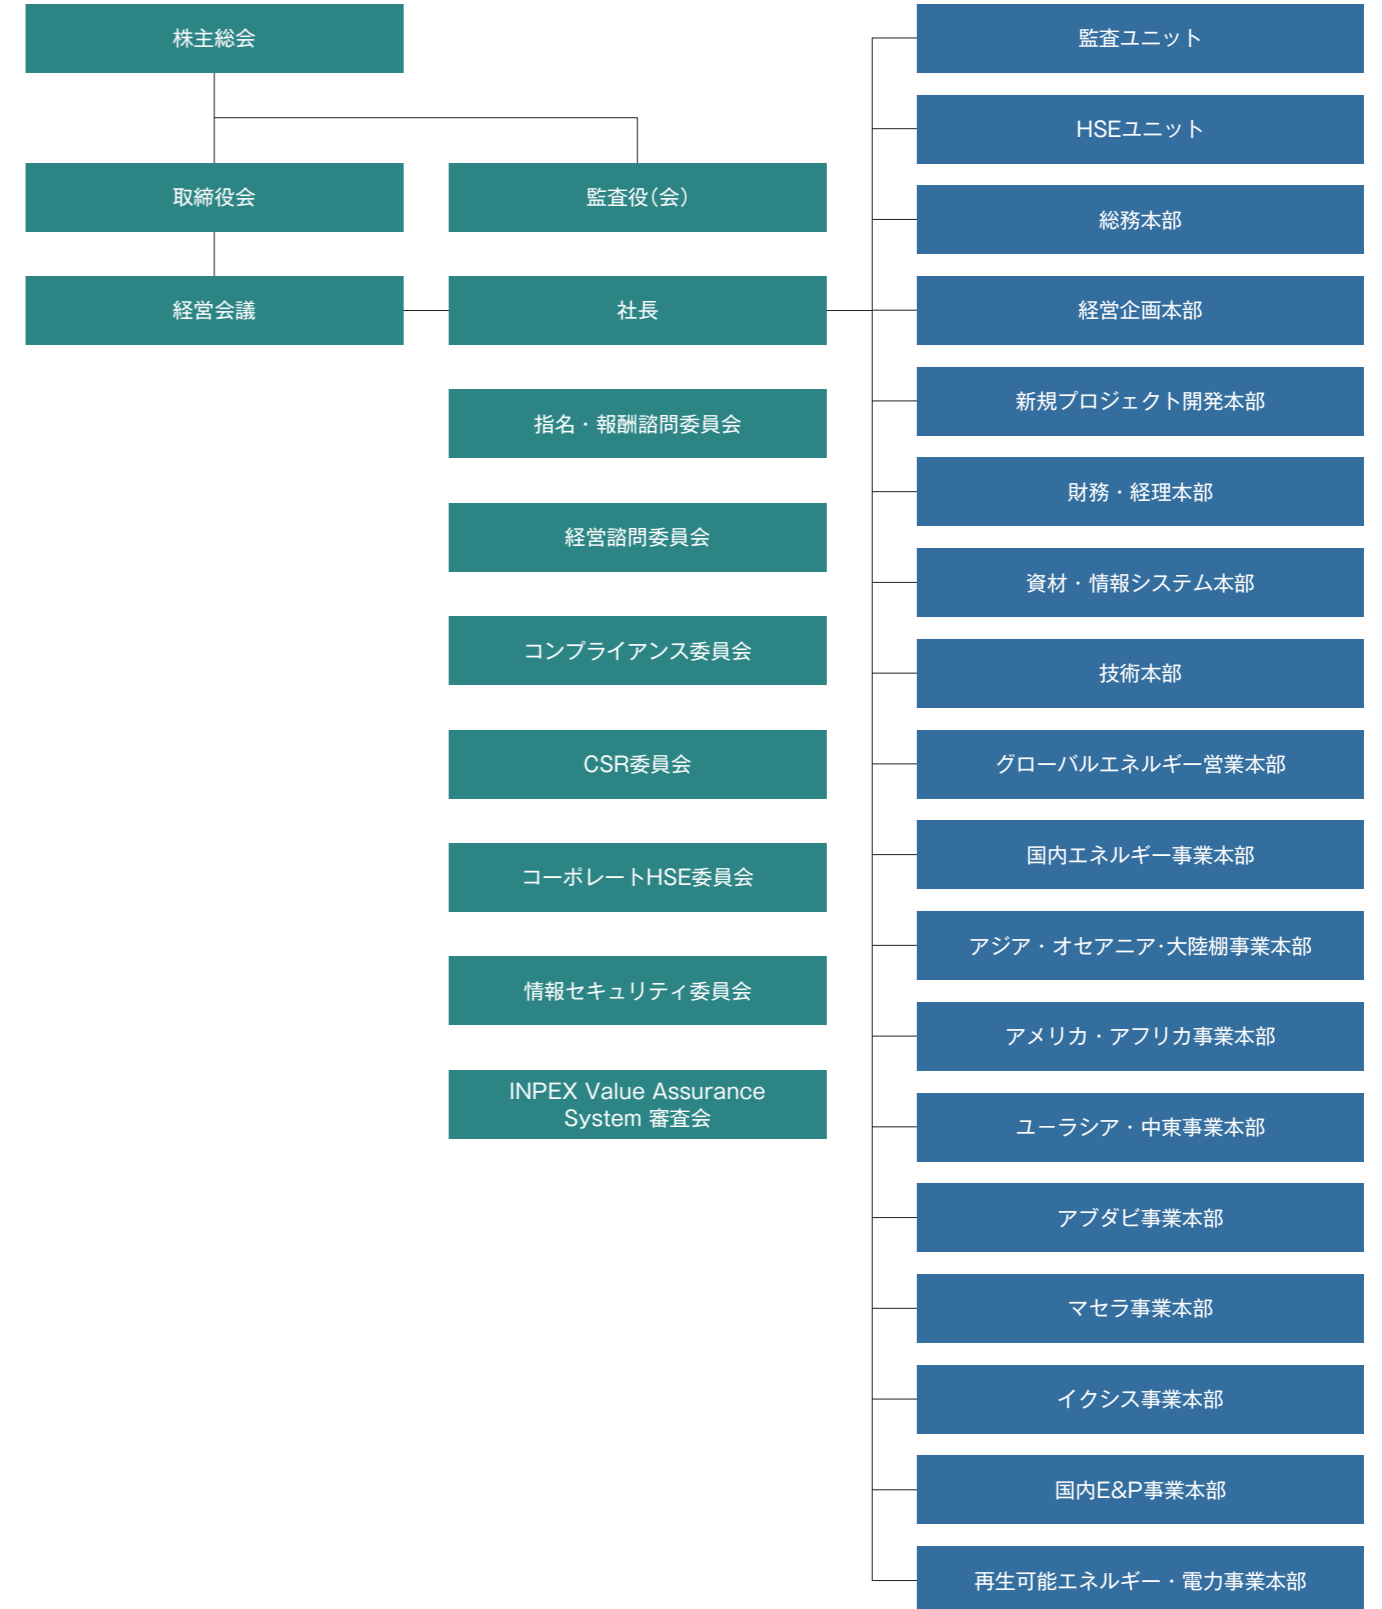 株主総会
取締役会
監査役(会)
経営会議
社長
指名・報酬諮問委員会
経営諮問委員会
コンプライアンス委員会
CSR委員会
コーポレートHSE委員会
情報セキュリティ委員会
INPEX Value Assurance
System 審査会
監査ユニット
HSEユニット
総務本部
経営企画本部
新規プロジェクト開発本部
財務・経理本部
資材・情報システム本部
技術本部
グローバルエネルギー営業本部
国内エネルギー事業本部
アジア・オセアニア・大陸棚事業本部
アメリカ・アフリカ事業本部
ユーラシア・中東事業本部
アブダビ事業本部
マセラ事業本部
イクシス事業本部
国内E&P事業本部
再生可能エネルギー・電力事業本部